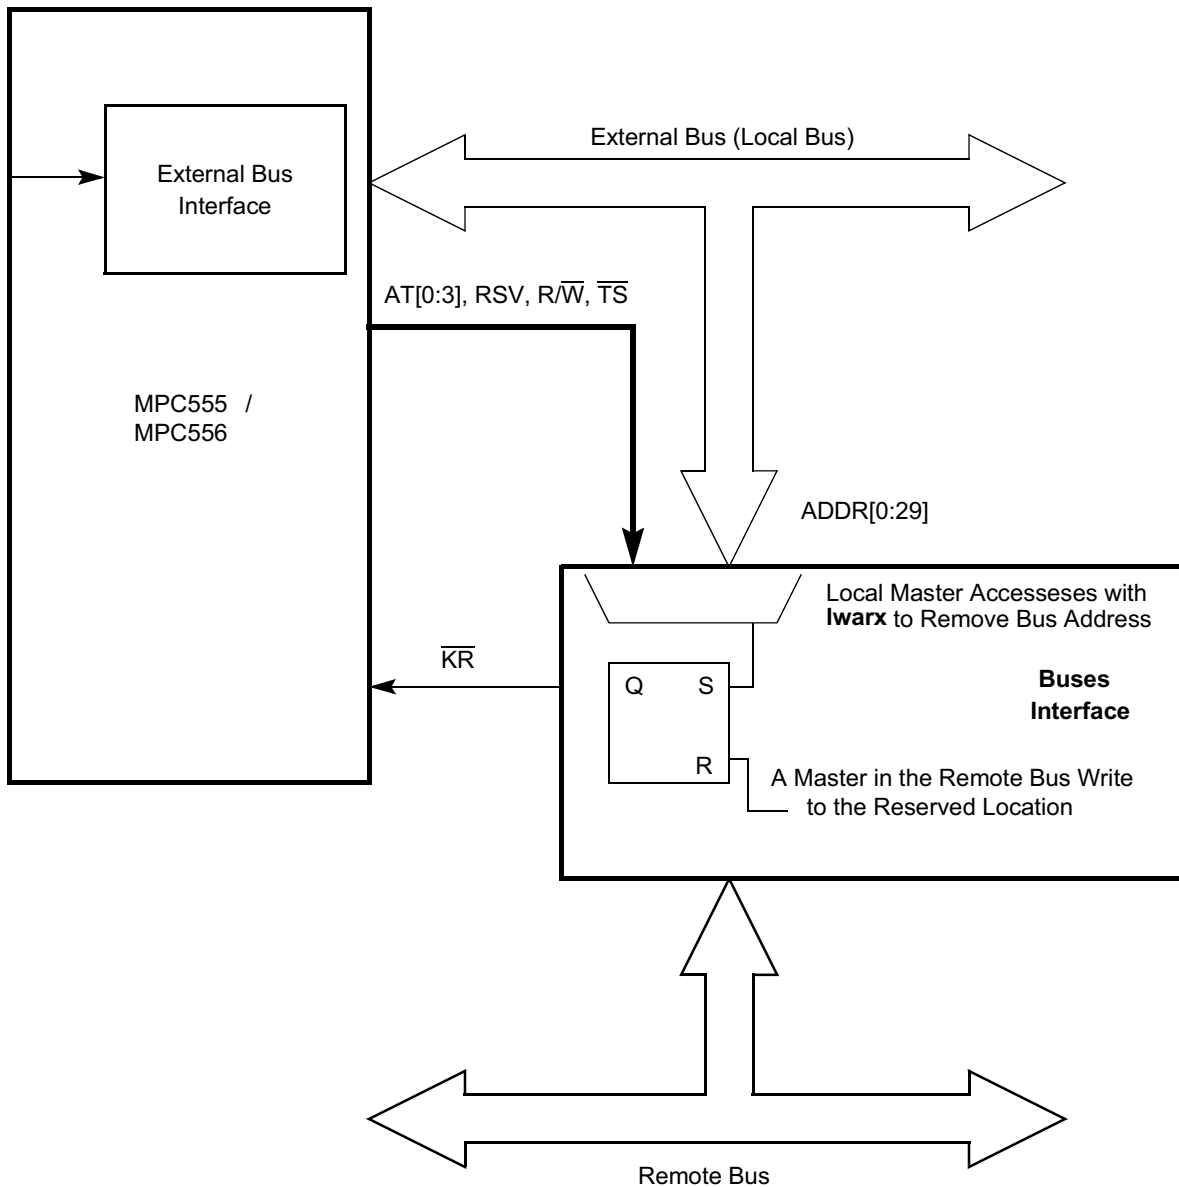 External Bus (Local Bus)
External Bus
Interface
AT[0:3], RSV, R/W̅, T̅S̅
MPC555 /
MPC556
ADDR[0:29]
Local Master Accesseses with
lwarx to Remove Bus Address
K̅R̅
Q S
Buses
Interface
R
A Master in the Remote Bus Write
to the Reserved Location
Remote Bus